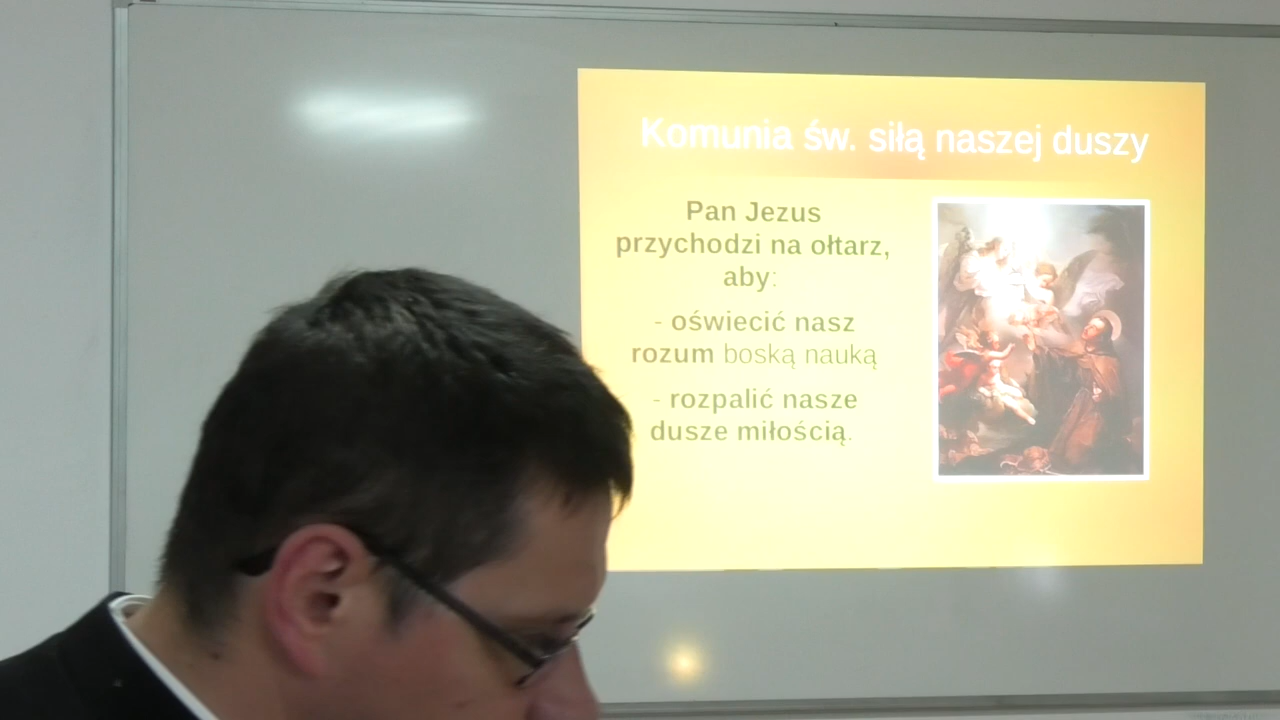 Komunia św. siłą naszej duszy
Pan Jezus
przychodzi na ołtarz,
aby:
- oświecić nasz
rozum boską nauką
- rozpalić nasze
dusze miłością.